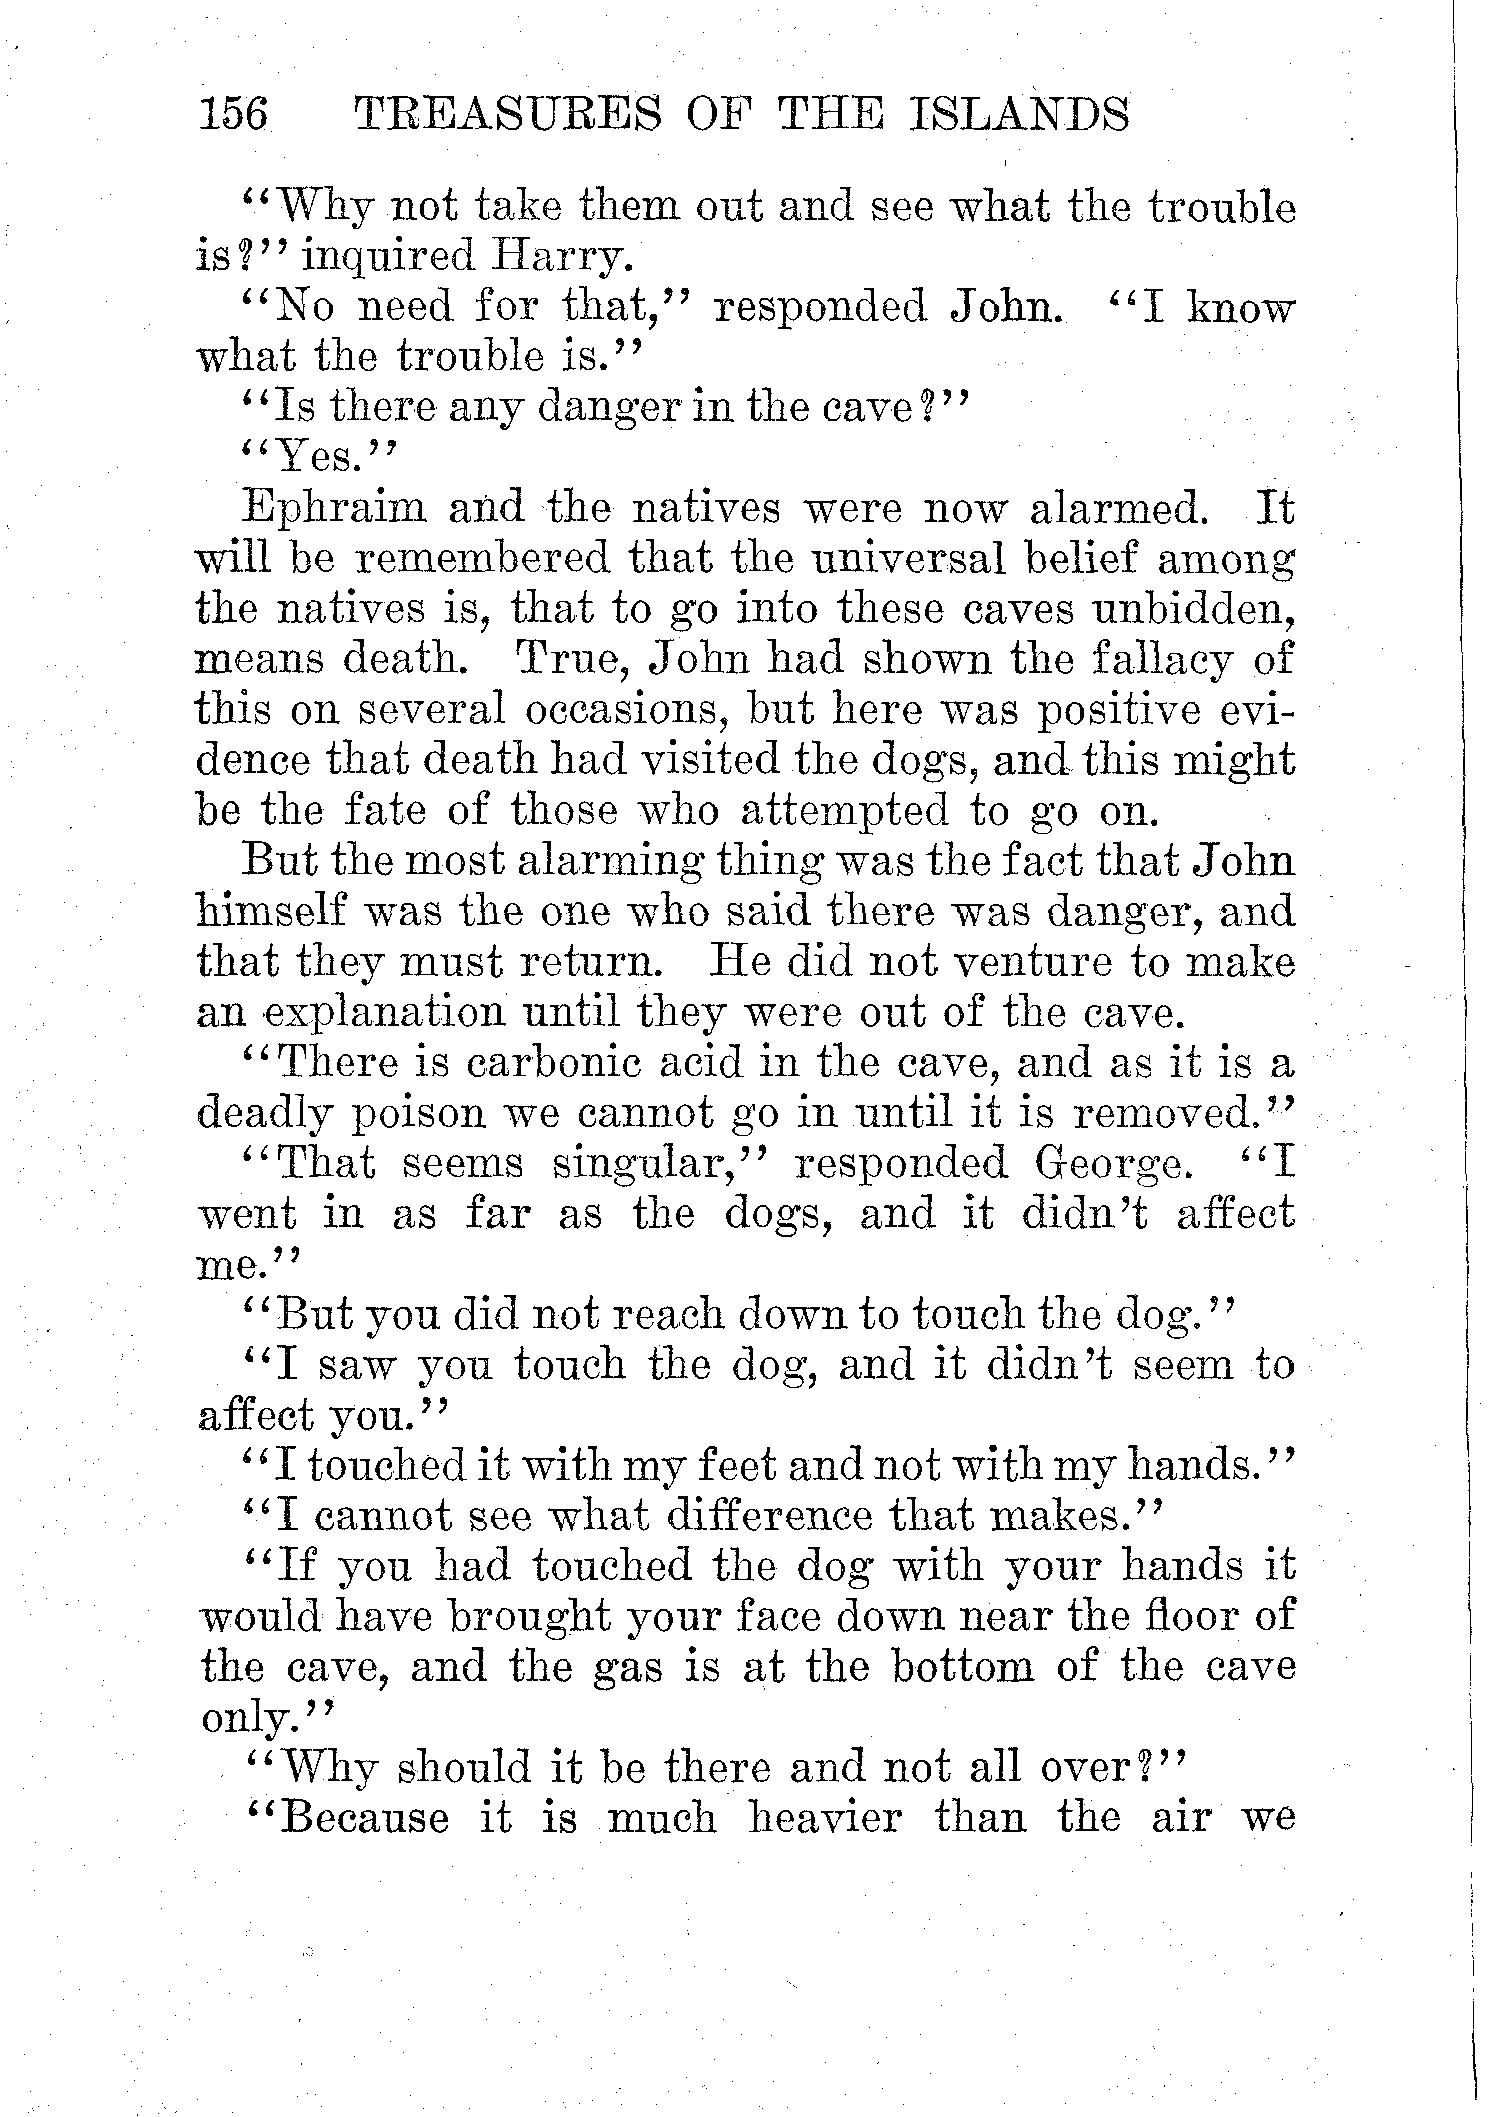 156 TREASURES OF THE ISLANDS
"Why not take them out and see what the trouble
is?" inquired Harry.
"No need for that," responded John. "I know
what the trouble is."
"Is there any danger in the cave?"
"Yes."
Ephraim and the natives were now alarmed. It
will be remembered that the universal belief among
the natives is, that to go into these caves unbidden,
means death. True, John had shown the fallacy of
this on several occasions, but here was positive evi-
dence that death had visited the dogs, and this might
be the fate of those who attempted to go on.
But the most alarming thing was the fact that John
himself was the one who said there was danger, and
that they must return. He did not venture to make
an explanation until they were out of the cave.
"There is carbonic acid in the cave, and as it is a
deadly poison we cannot go in until it is removed."
"That seems singular," responded George. "I
went in as far as the dogs, and it didn't affect
me."
"But you did not reach down to touch the dog."
"I saw you touch the dog, and it didn't seem to
affect you."
"I touched it with my feet and not with my hands."
"I cannot see what difference that makes."
"If you had touched the dog with your hands it
would have brought your face down near the floor of
the cave, and the gas is at the bottom of the cave
only."
"Why should it be there and not all over?"
"Because it is much heavier than the air we